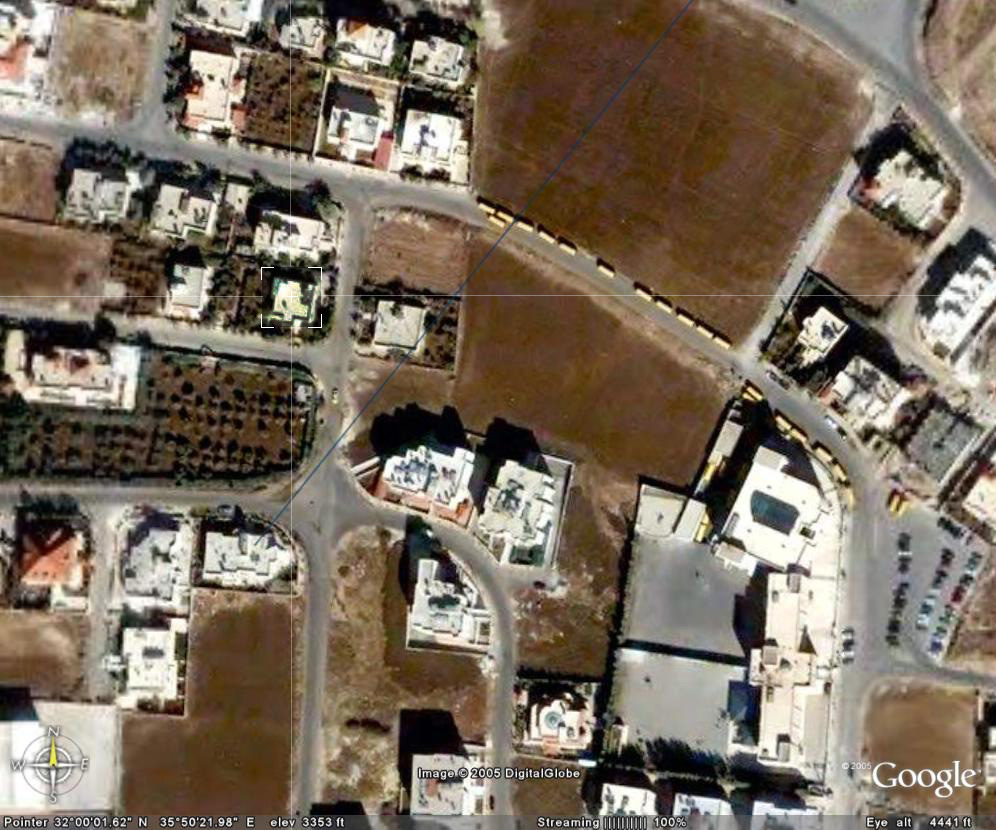 N
W E
S
Image © 2005 DigitalGlobe
© 2005 Google™
Pointer 32°00'01.62" N 35°50'21.98" E elev 3353 ft Streaming |||||||||| 100% Eye alt 4441 ft